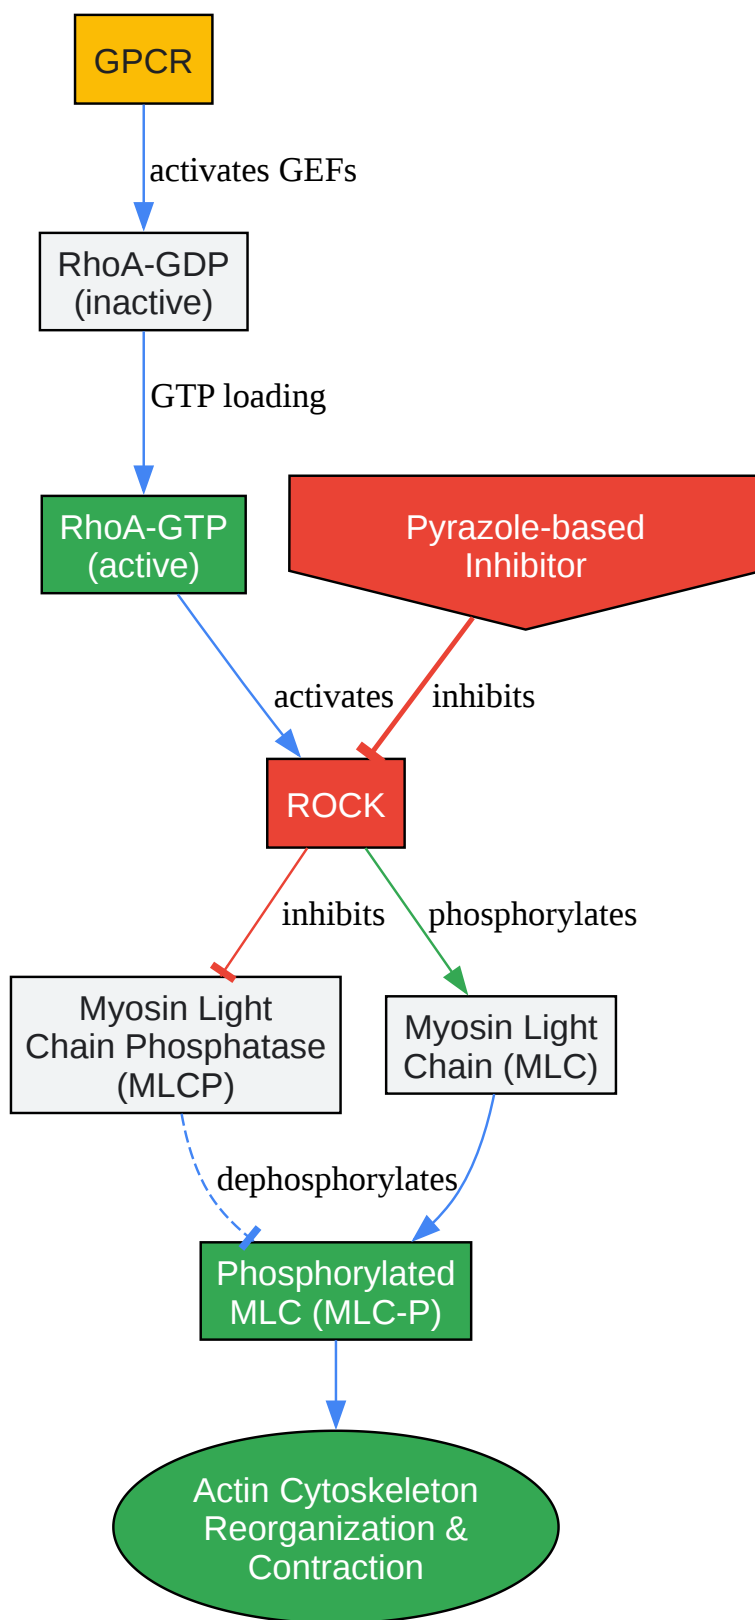 GPCR
activates GEFs
RhoA-GDP
(inactive)
GTP loading
RhoA-GTP
(active)
Pyrazole-based
Inhibitor
activates
inhibits
ROCK
inhibits
phosphorylates
Myosin Light
Chain Phosphatase
(MLCP)
Myosin Light
Chain (MLC)
dephosphorylates
Phosphorylated
MLC (MLC-P)
Actin Cytoskeleton
Reorganization &
Contraction